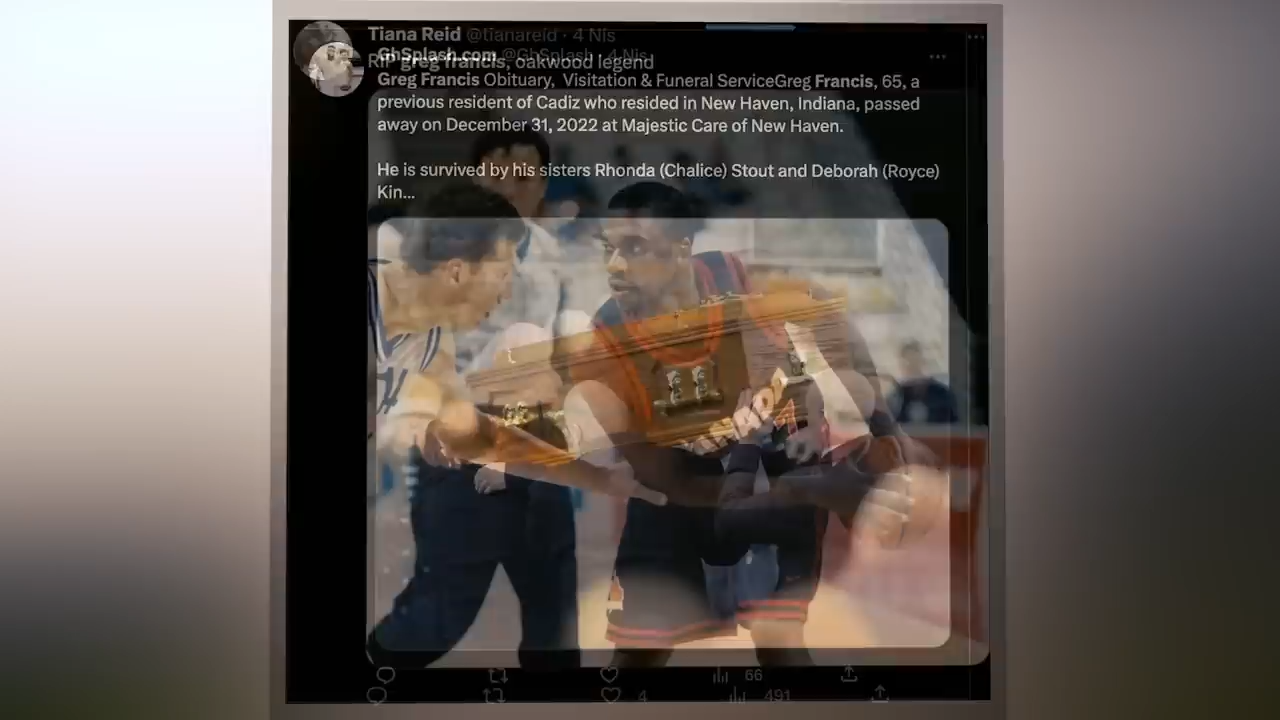 Tiana Reid @tianareid · 4 Nis
GhSplash.com @GhSplash · 4 Nis
RIP greg francis, oakwood legend
Greg Francis Obituary, Visitation & Funeral ServiceGreg Francis, 65, a
previous resident of Cadiz who resided in New Haven, Indiana, passed
away on December 31, 2022 at Majestic Care of New Haven.
He is survived by his sisters Rhonda (Chalice) Stout and Deborah (Royce)
Kin...
66
4 491